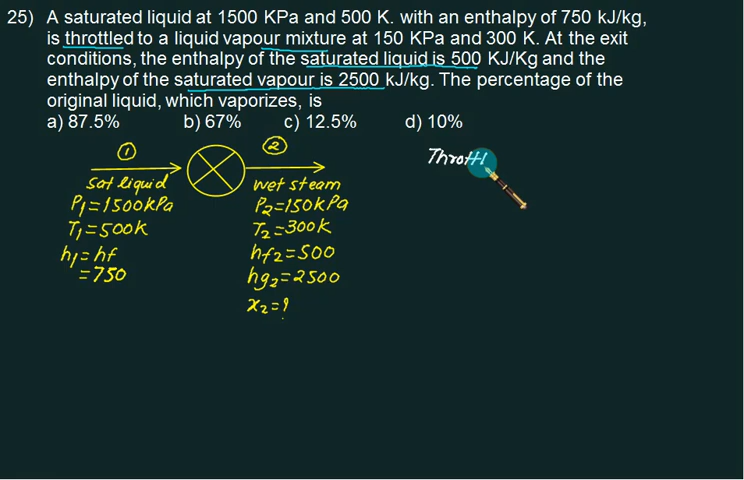 25) A saturated liquid at 1500 KPa and 500 K. with an enthalpy of 750 kJ/kg,
is throttled to a liquid vapour mixture at 150 KPa and 300 K. At the exit
conditions, the enthalpy of the saturated liquid is 500 KJ/Kg and the
enthalpy of the saturated vapour is 2500 kJ/kg. The percentage of the
original liquid, which vaporizes, is
a) 87.5% b) 67% c) 12.5% d) 10%
1 2
Thrott
Sat liquid wet steam
P1=1500kPa P2=150kPa
T1=500k T2=300k
h1=hf hf2=500
=750 hg2=2500
x2=?